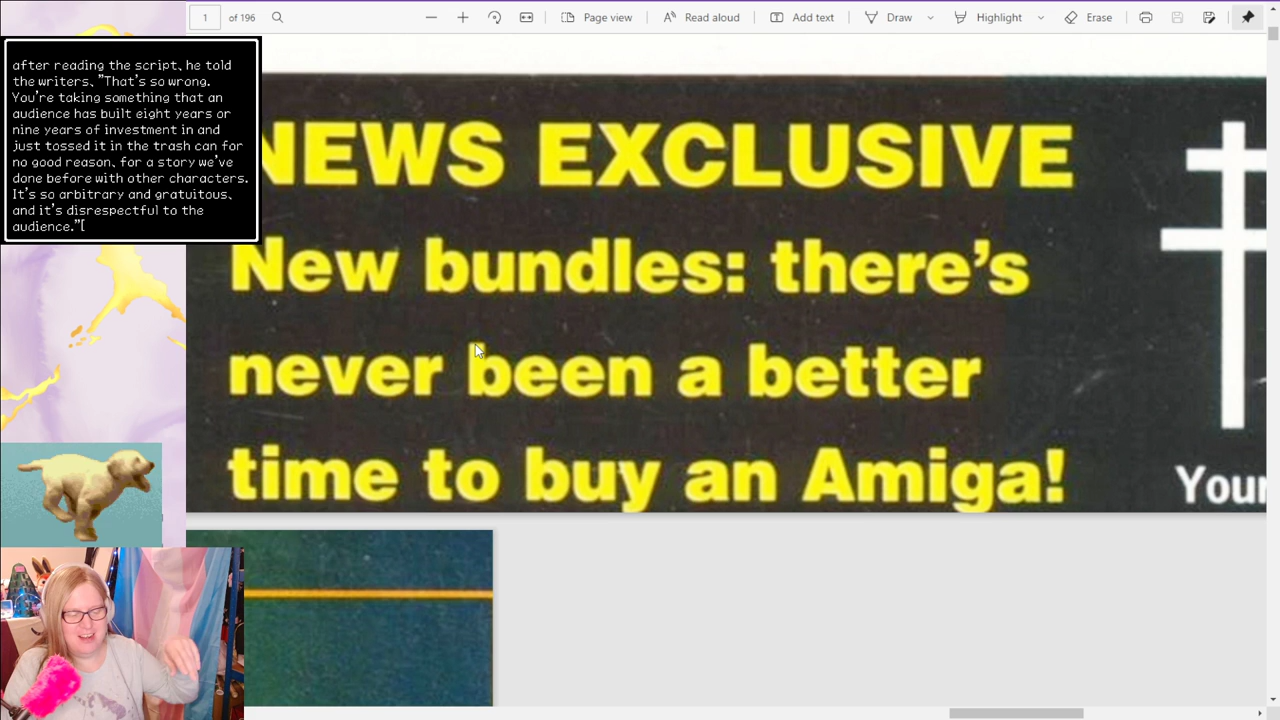 1 of 196
Page view
Read aloud
Add text
Draw
Highlight
Erase
after reading the script, he told
the writers, "That's so wrong.
You're taking something that an
audience has built eight years or
nine years of investment in and
just tossed it in the trash can for
no good reason, for a story we've
done before with other characters.
It's so arbitrary and gratuitous,
and it's disrespectful to the
audience."[
NEWS EXCLUSIVE
New bundles: there's
never been a better
time to buy an Amiga!
Your